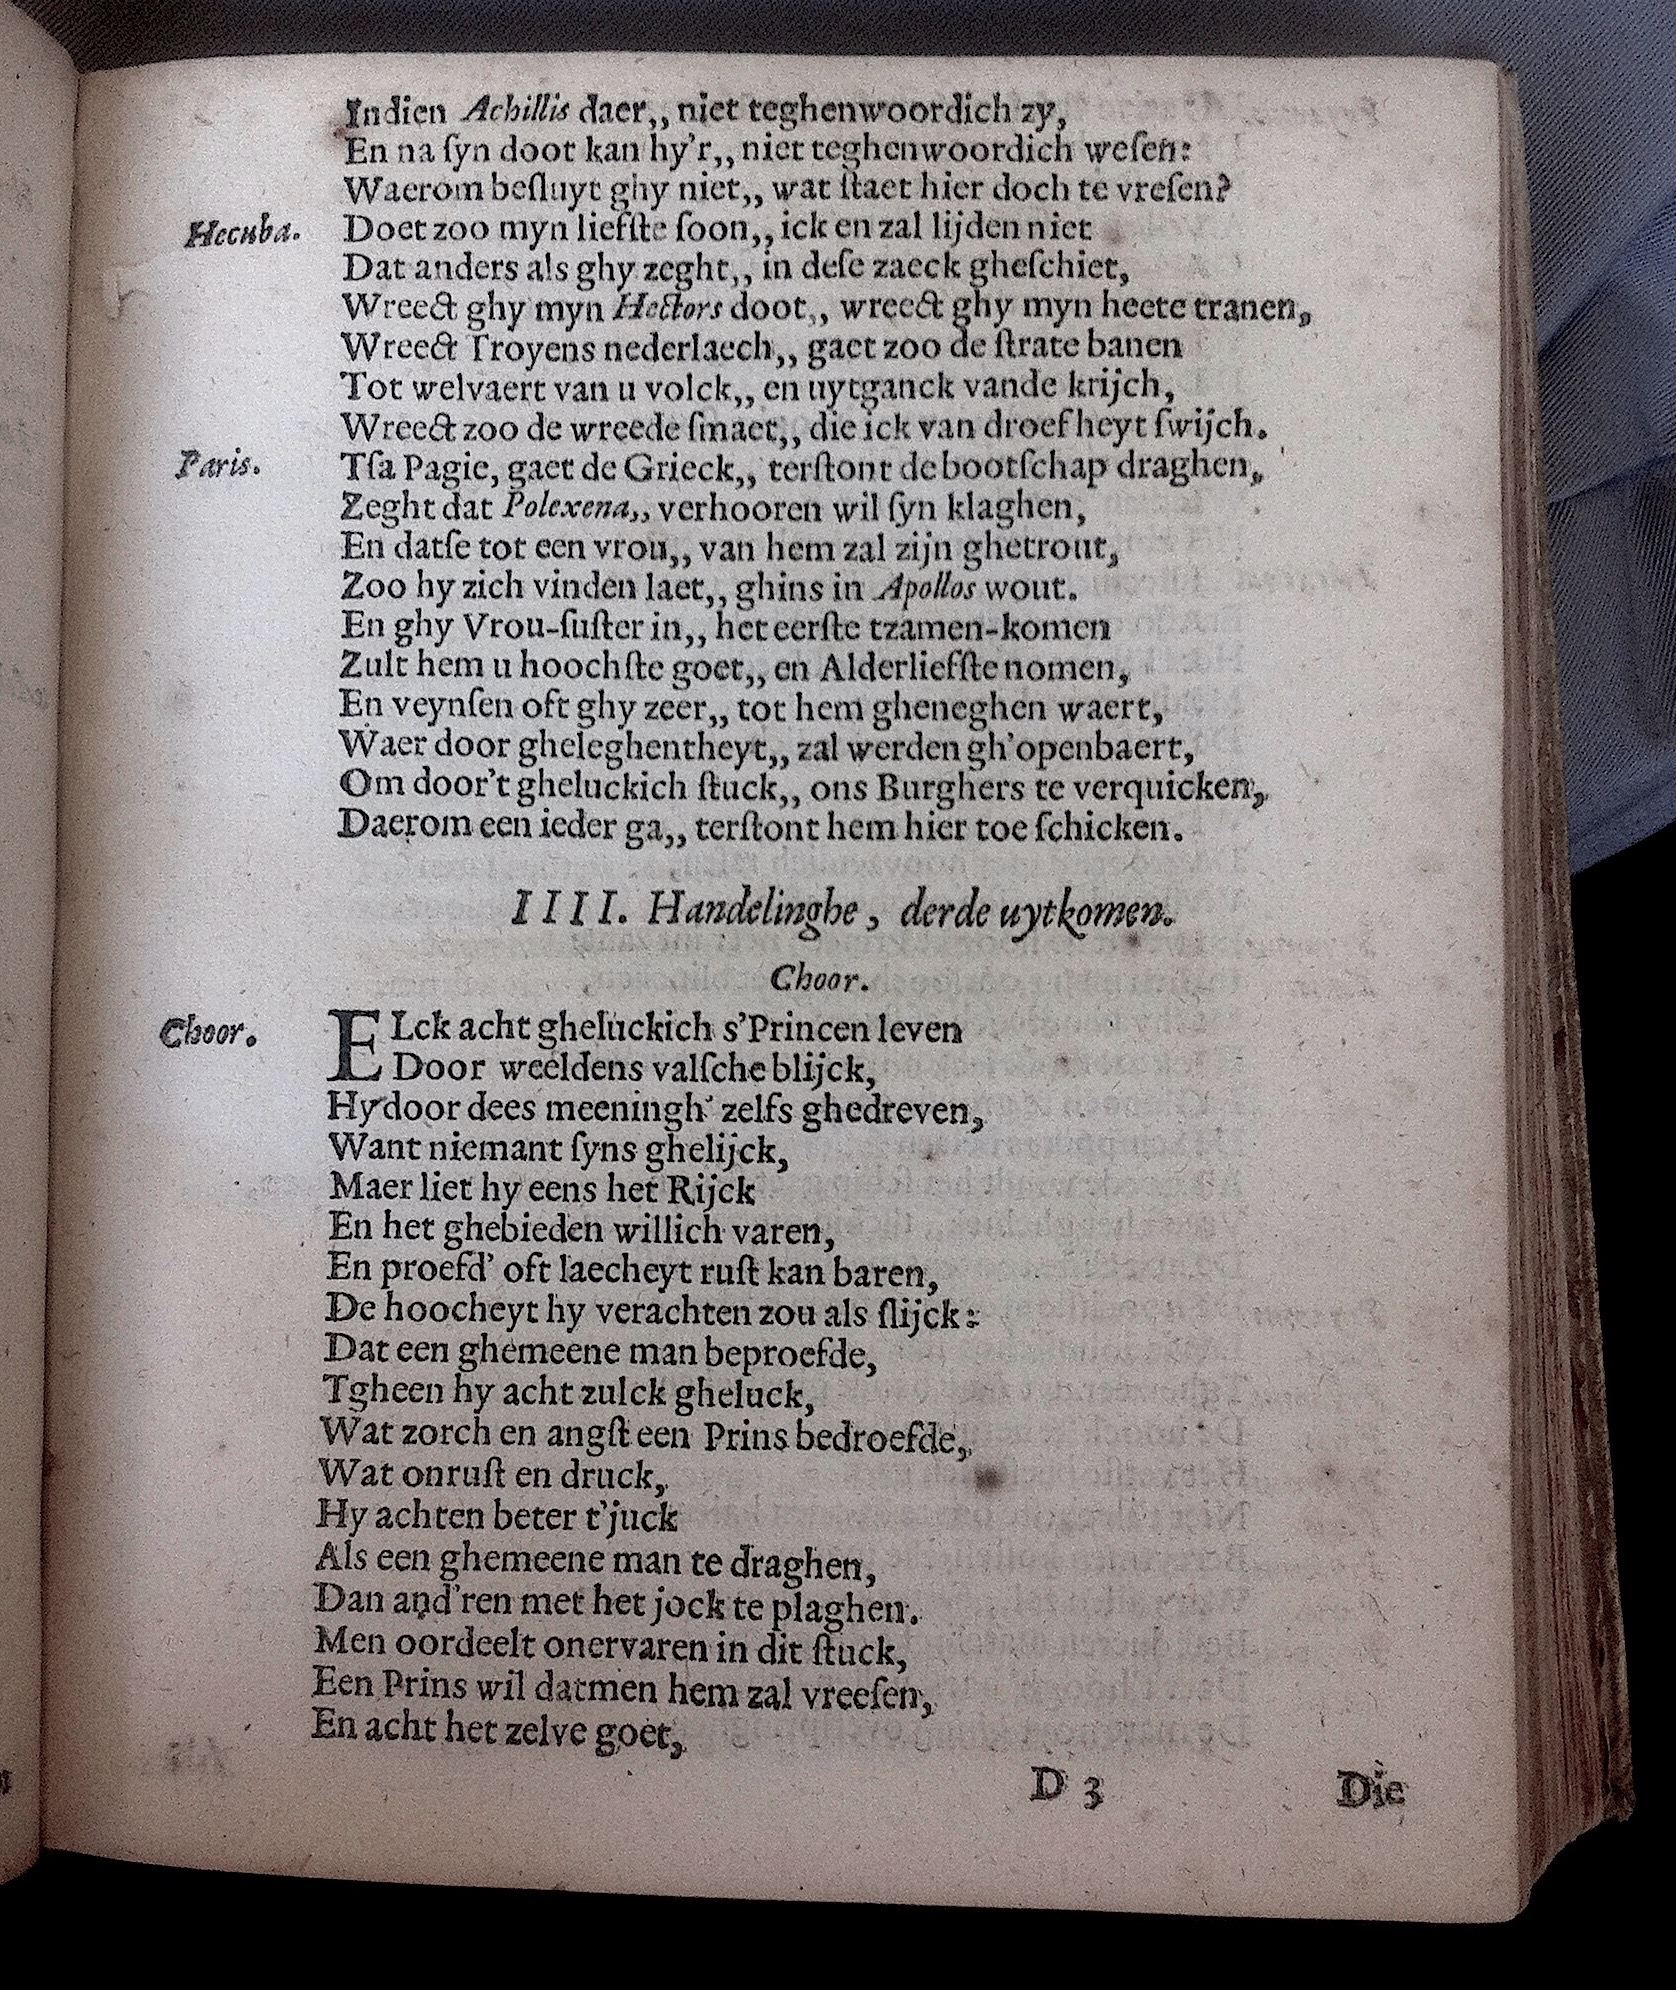 Indien Achillis daer,, niet teghenwoordich zy,
En na ſyn doot kan hy'r,, niet teghenwoordich weſen:
Waerom beſluyt ghy niet,, wat ſtaet hier doch te vreſen?
Hecuba. Doet zoo myn liefſte ſoon,, ick en zal lijden niet
Dat anders als ghy zeght,, in deſe zaeck gheſchiet,
Wreect ghy myn Hectors doot,, wreect ghy myn heete tranen,
Wreect Troyens nederlaech,, gaet zoo de ſtrate banen
Tot welvaert van u volck,, en uytganck vande krijch,
Wreect zoo de wreede ſmaet,, die ick van droefheyt ſwijch.
Paris. Tſa Pagie, gaet de Grieck,, terſtont de bootſchap draghen,
Zeght dat Polexena,, verhooren wil ſyn klaghen,
En datſe tot een vrou,, van hem zal zijn ghetrout,
Zoo hy zich vinden laet,, ghins in Apollos wout.
En ghy Vrou-ſuſter in,, het eerſte tzamen-komen
Zult hem u hoochſte goet,, en Alderliefſte nomen,
En veynſen oft ghy zeer,, tot hem gheneghen waert,
Waer door gheleghentheyt,, zal werden gh'openbaert,
Om door't gheluckich ſtuck,, ons Burghers te verquicken,
Daerom een ieder ga,, terſtont hem hier toe ſchicken.
IIII. Handelinghe, derde uytkomen.
Choor.
Choor. ELck acht gheluckich s'Princen leven
Door weeldens valſche blijck,
Hy door dees meeningh' zelfs ghedreven,
Want niemant ſyns ghelijck,
Maer liet hy eens het Rijck
En het ghebieden willich varen,
En proefd' oft laecheyt ruſt kan baren,
De hoocheyt hy verachten zou als ſlijck:
Dat een ghemeene man beproefde,
Tgheen hy acht zulck gheluck,
Wat zorch en angſt een Prins bedroefde,
Wat onruſt en druck,
Hy achten beter t'juck
Als een ghemeene man te draghen,
Dan and'ren met het jock te plaghen.
Men oordeelt onervaren in dit ſtuck,
Een Prins wil datmen hem zal vreeſen,
En acht het zelve goet,
D 3 Die